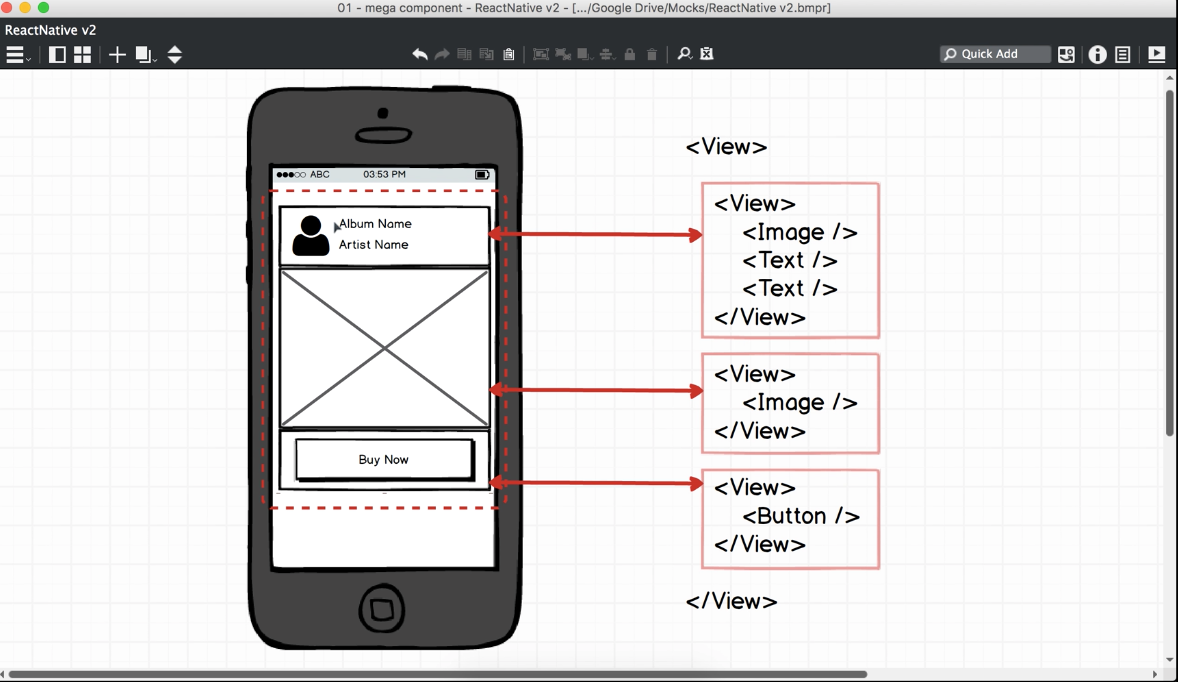 01 - mega component - ReactNative v2 - [.../Google Drive/Mocks/ReactNative v2.bmpr]
ReactNative v2
Quick Add
ABC 03:53 PM
Album Name
Artist Name
Buy Now
<View>
<View>
<Image />
<Text />
<Text />
</View>
<View>
<Image />
</View>
<View>
<Button />
</View>
</View>